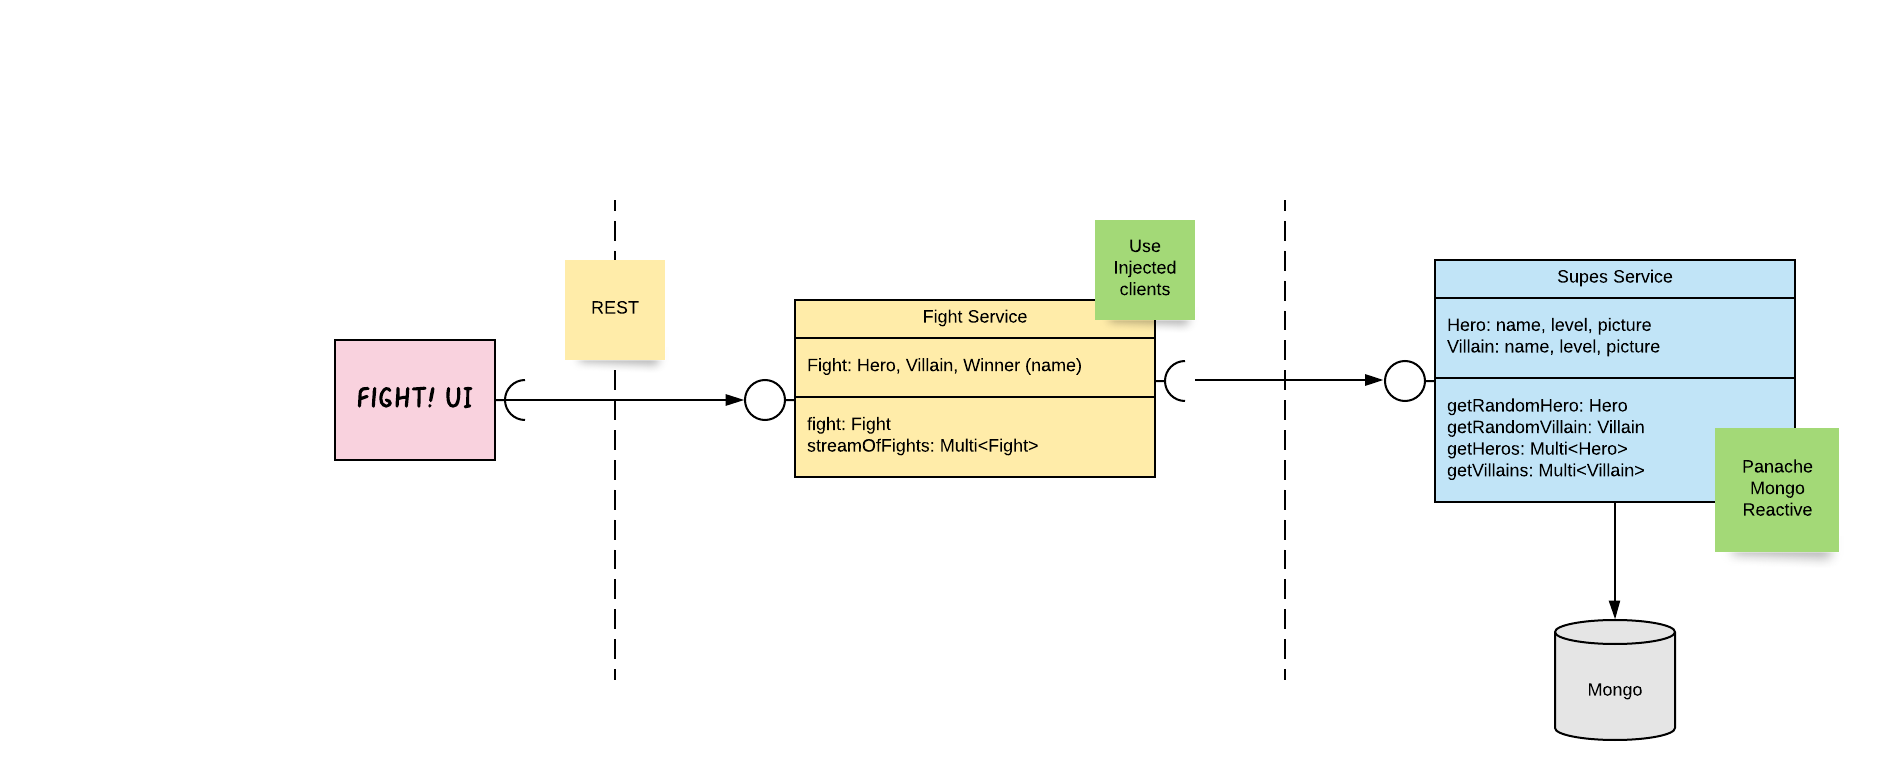 FIGHT! UI
REST
Use
Injected
clients
Fight Service
Fight: Hero, Villain, Winner (name)
fight: Fight
streamOfFights: Multi<Fight>
Supes Service
Hero: name, level, picture
Villain: name, level, picture
getRandomHero: Hero
getRandomVillain: Villain
getHeros: Multi<Hero>
getVillains: Multi<Villain>
Panache
Mongo
Reactive
Mongo